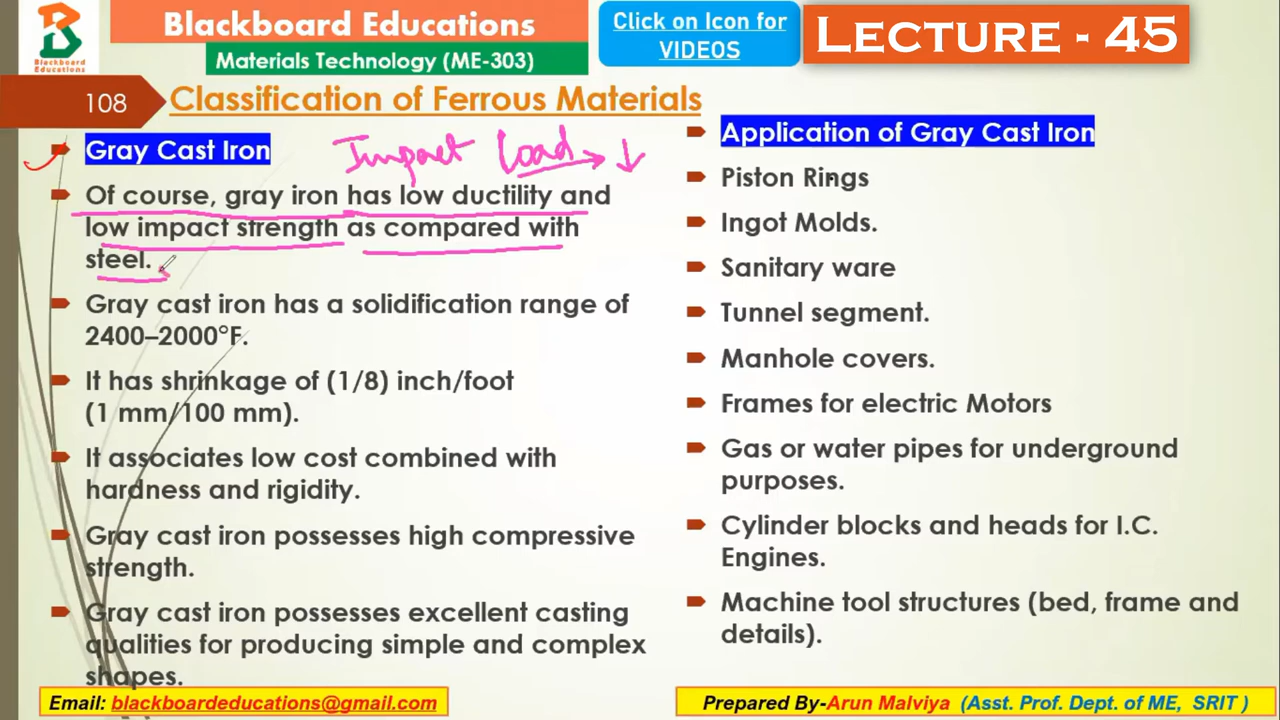 Blackboard Educations
Materials Technology (ME-303)
Blackboard
Educations
Click on Icon for
VIDEOS
LECTURE - 45
108
Classification of Ferrous Materials
Gray Cast Iron
Impact Load → ↓
Of course, gray iron has low ductility and
low impact strength as compared with
steel.
Gray cast iron has a solidification range of
2400–2000°F.
It has shrinkage of (1/8) inch/foot
(1 mm/100 mm).
It associates low cost combined with
hardness and rigidity.
Gray cast iron possesses high compressive
strength.
Gray cast iron possesses excellent casting
qualities for producing simple and complex
shapes.
Application of Gray Cast Iron
Piston Rings
Ingot Molds.
Sanitary ware
Tunnel segment.
Manhole covers.
Frames for electric Motors
Gas or water pipes for underground
purposes.
Cylinder blocks and heads for I.C.
Engines.
Machine tool structures (bed, frame and
details).
Email: blackboardeducations@gmail.com
Prepared By-Arun Malviya (Asst. Prof. Dept. of ME, SRIT )